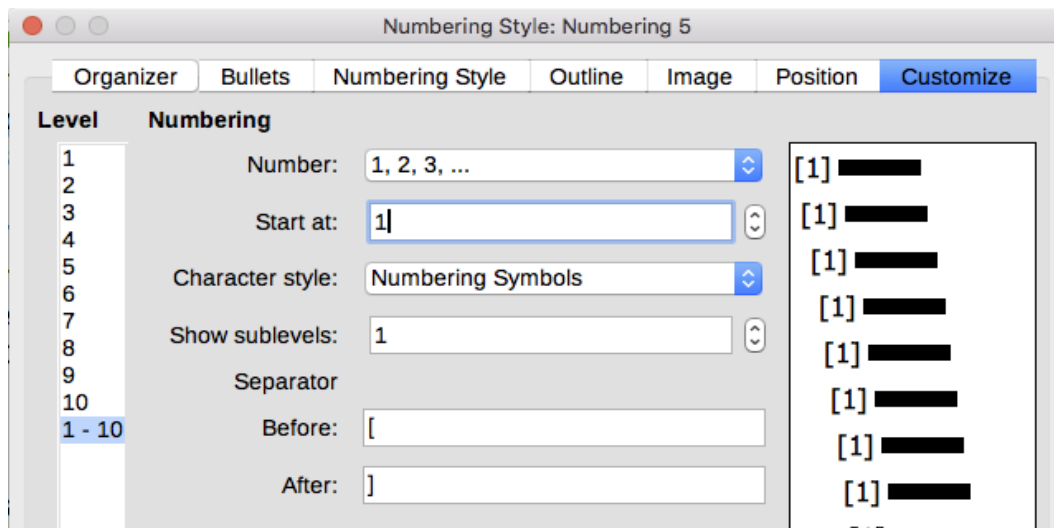 Numbering Style: Numbering 5
Organizer Bullets Numbering Style Outline Image Position Customize
Level Numbering
1
2
3
4
5
6
7
8
9
10
1 - 10
Number: 1, 2, 3, ...
Start at: 1
Character style: Numbering Symbols
Show sublevels: 1
Separator
Before: [
After: ]
[1]
[1]
[1]
[1]
[1]
[1]
[1]
[1]